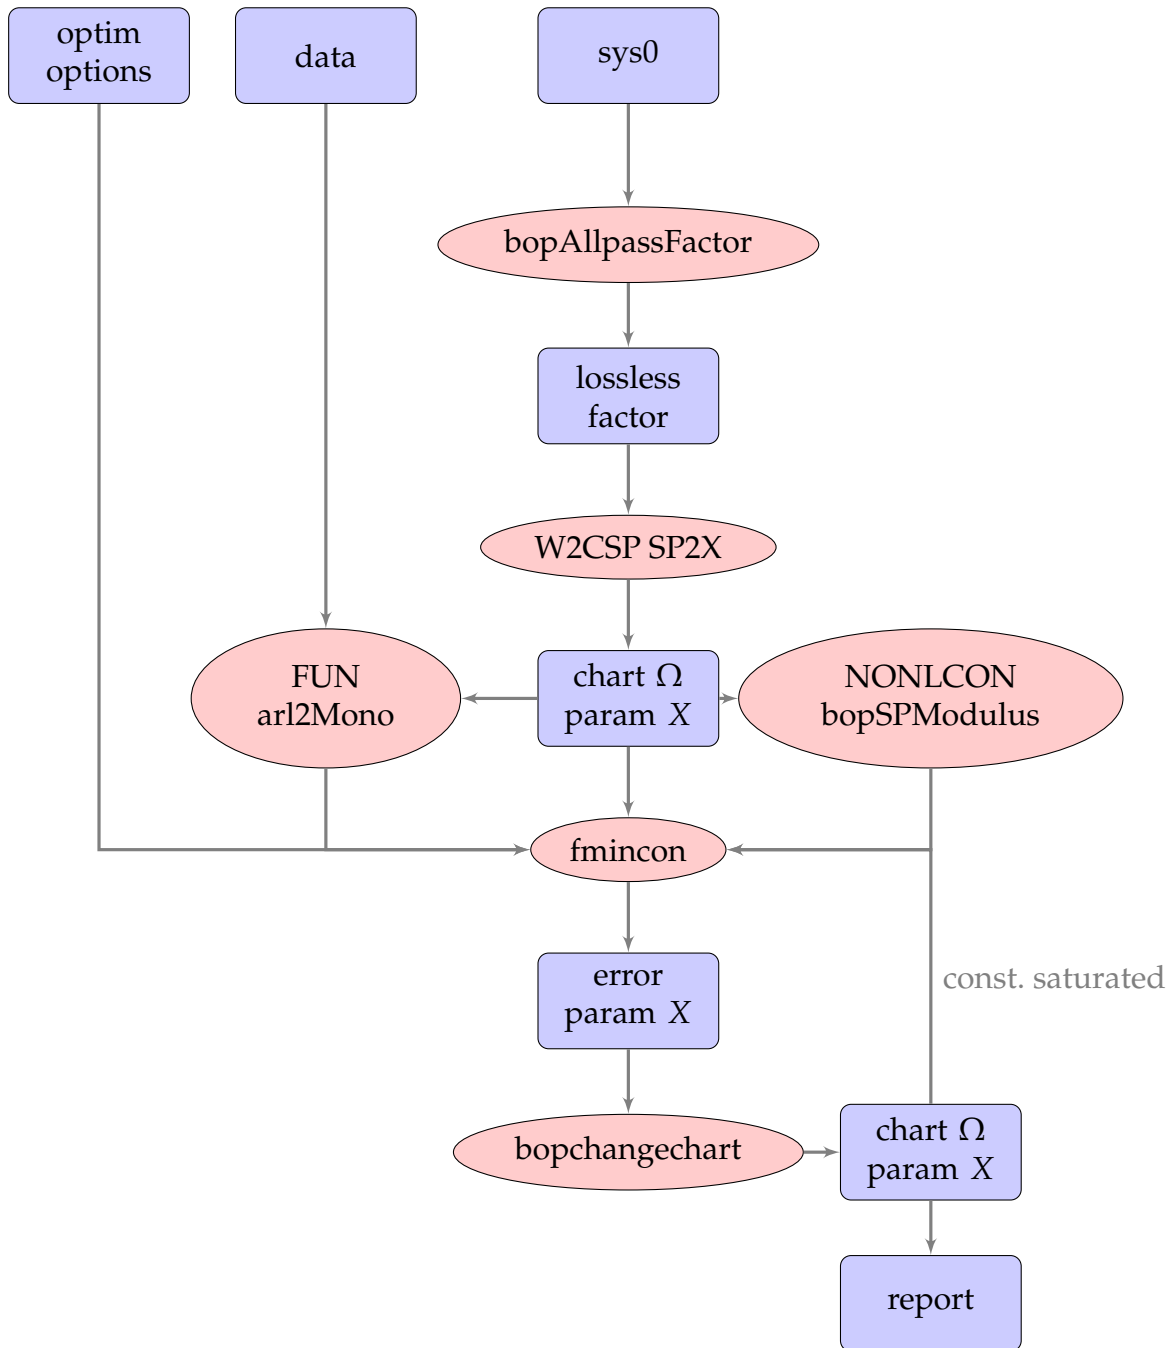 optim
options
data
sys0
bopAllpassFactor
lossless
factor
W2CSP SP2X
FUN
arl2Mono
chart Ω
param X
NONLCON
bopSPModulus
fmincon
error
param X
const. saturated
bopchangechart
chart Ω
param X
report